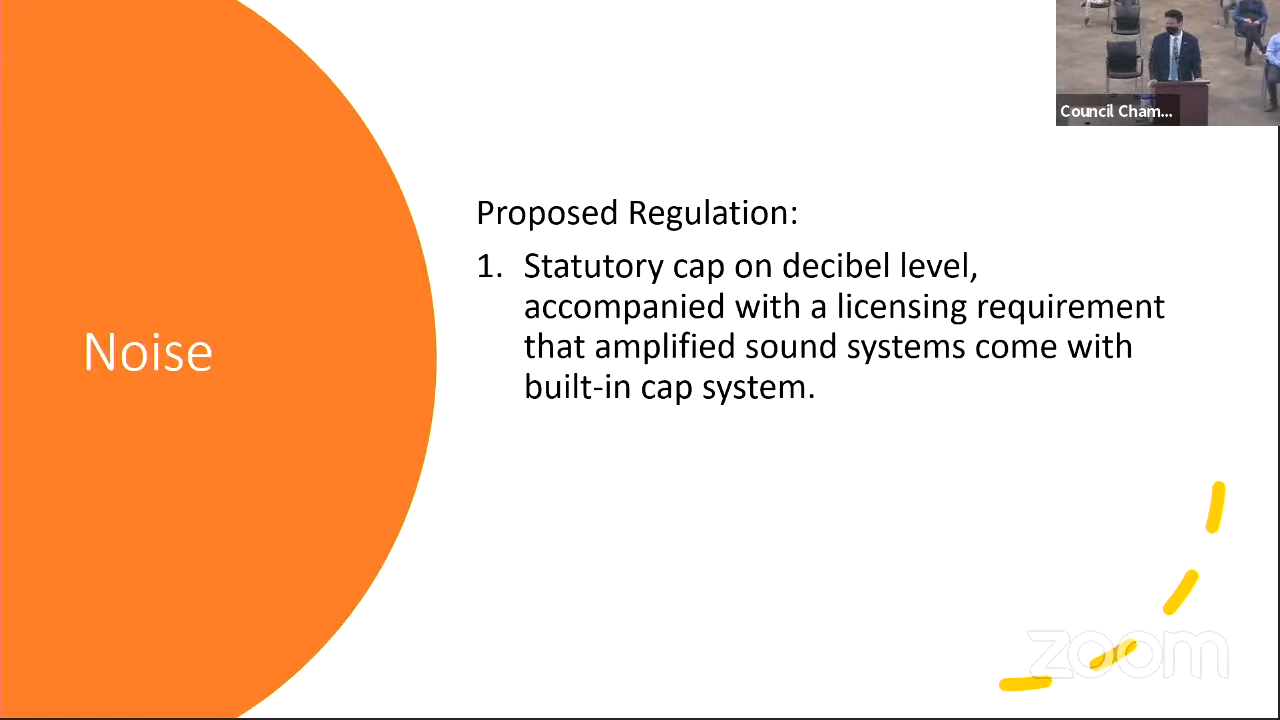 Council Cham...
Proposed Regulation:
1. Statutory cap on decibel level,
accompanied with a licensing requirement
that amplified sound systems come with
built-in cap system.
Noise
zoom